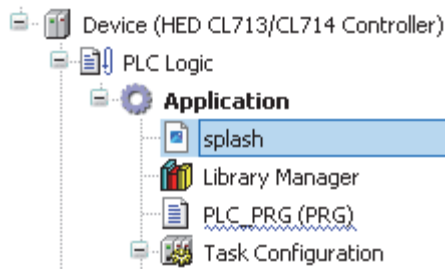 Device (HED CL713/CL714 Controller)
PLC Logic
Application
splash
Library Manager
PLC_PRG (PRG)
Task Configuration